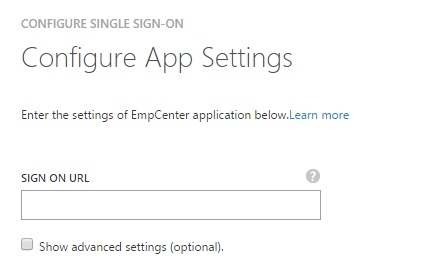 CONFIGURE SINGLE SIGN-ON
Configure App Settings
Enter the settings of EmpCenter application below.Learn more
SIGN ON URL ?
Show advanced settings (optional).